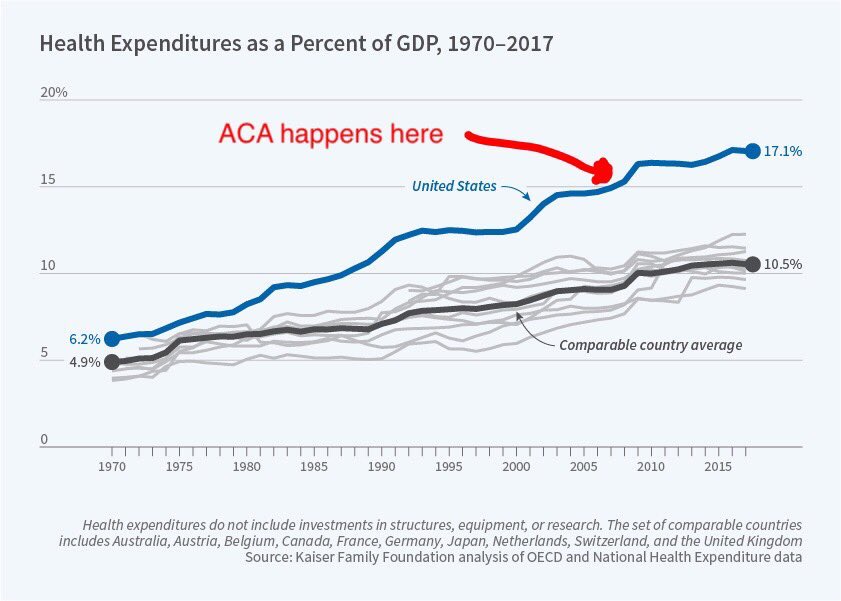 Health Expenditures as a Percent of GDP, 1970–2017
20%
ACA happens here
17.1%
United States
15
10
10.5%
6.2%
Comparable country average
5
4.9%
0
1970 1975 1980 1985 1990 1995 2000 2005 2010 2015
Health expenditures do not include investments in structures, equipment, or research. The set of comparable countries
includes Australia, Austria, Belgium, Canada, France, Germany, Japan, Netherlands, Switzerland, and the United Kingdom
Source: Kaiser Family Foundation analysis of OECD and National Health Expenditure data